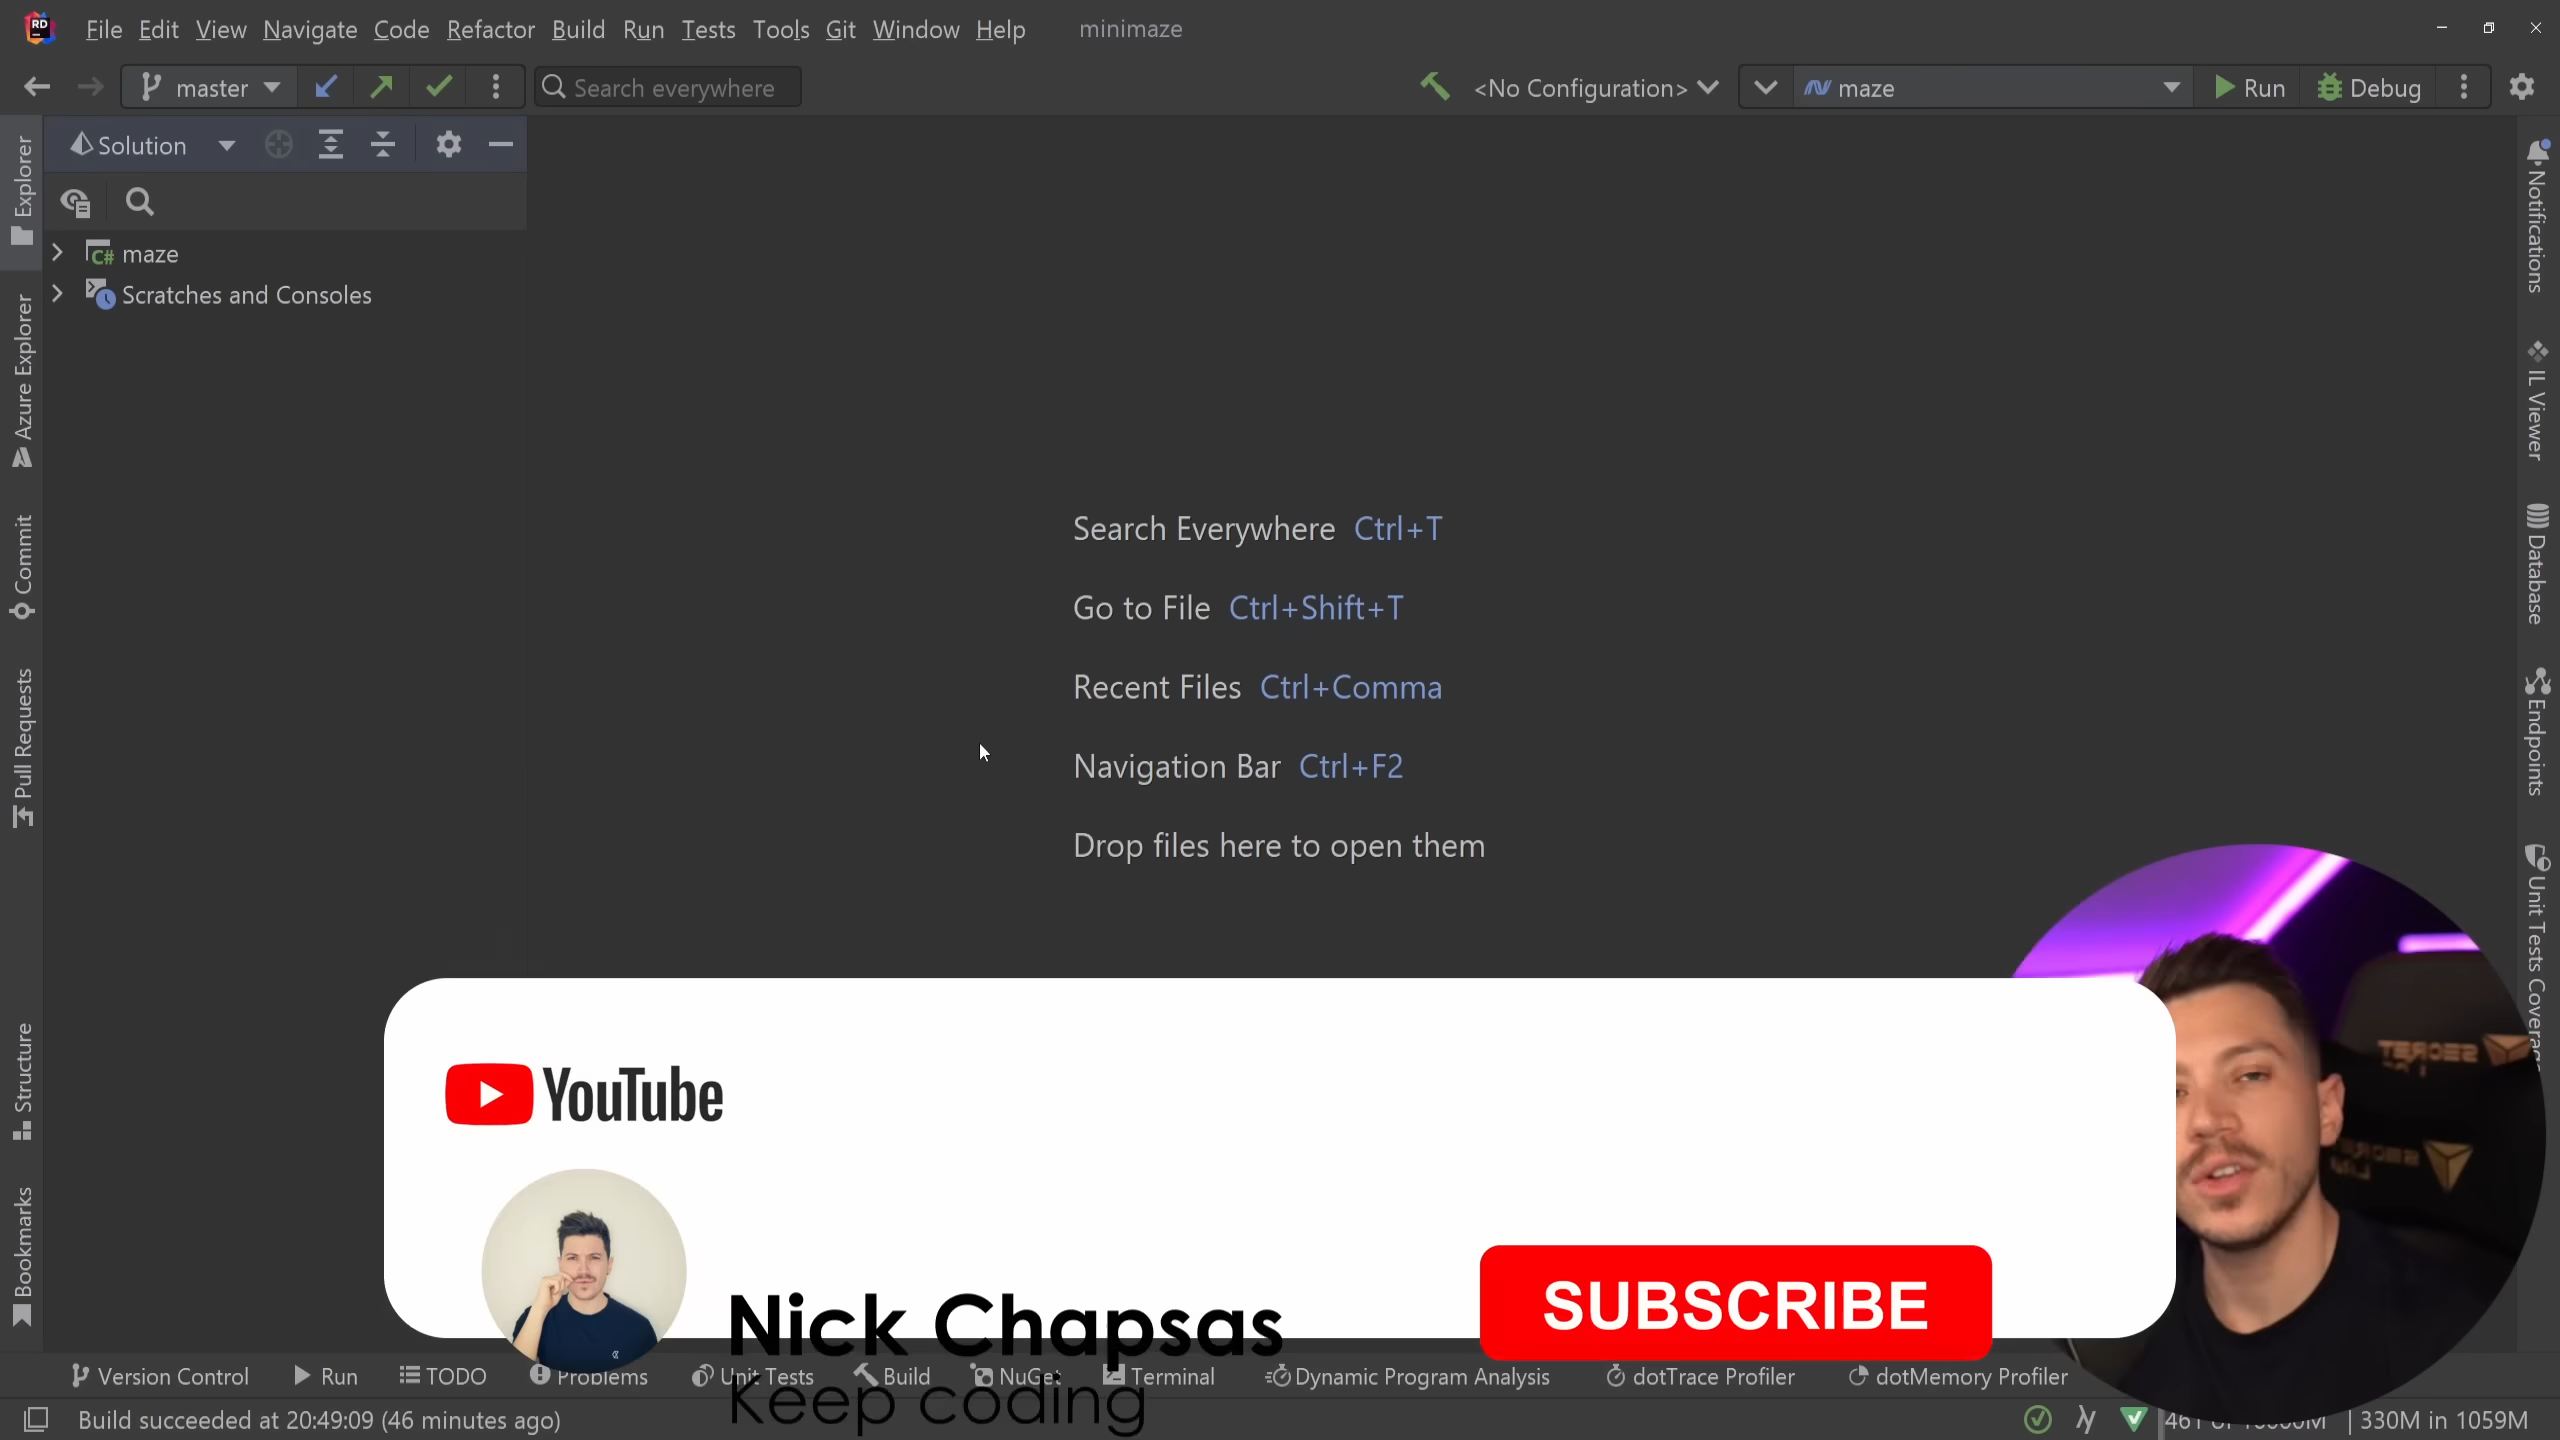 File Edit View Navigate Code Refactor Build Run Tests Tools Git Window Help minimaze
master Search everywhere <No Configuration> maze Run Debug
Solution
maze
Scratches and Consoles
Explorer
Azure Explorer
Commit
Pull Requests
Structure
Bookmarks
Search Everywhere Ctrl+T
Go to File Ctrl+Shift+T
Recent Files Ctrl+Comma
Navigation Bar Ctrl+F2
Drop files here to open them
Notifications
IL Viewer
Database
Endpoints
Unit Tests Coverage
YouTube
Nick Chapsas
Keep coding
SUBSCRIBE
SECRET
Version Control Run TODO Problems Unit Tests Build NuGet Terminal Dynamic Program Analysis dotTrace Profiler dotMemory Profiler
Build succeeded at 20:49:09 (46 minutes ago) 330M in 1059M